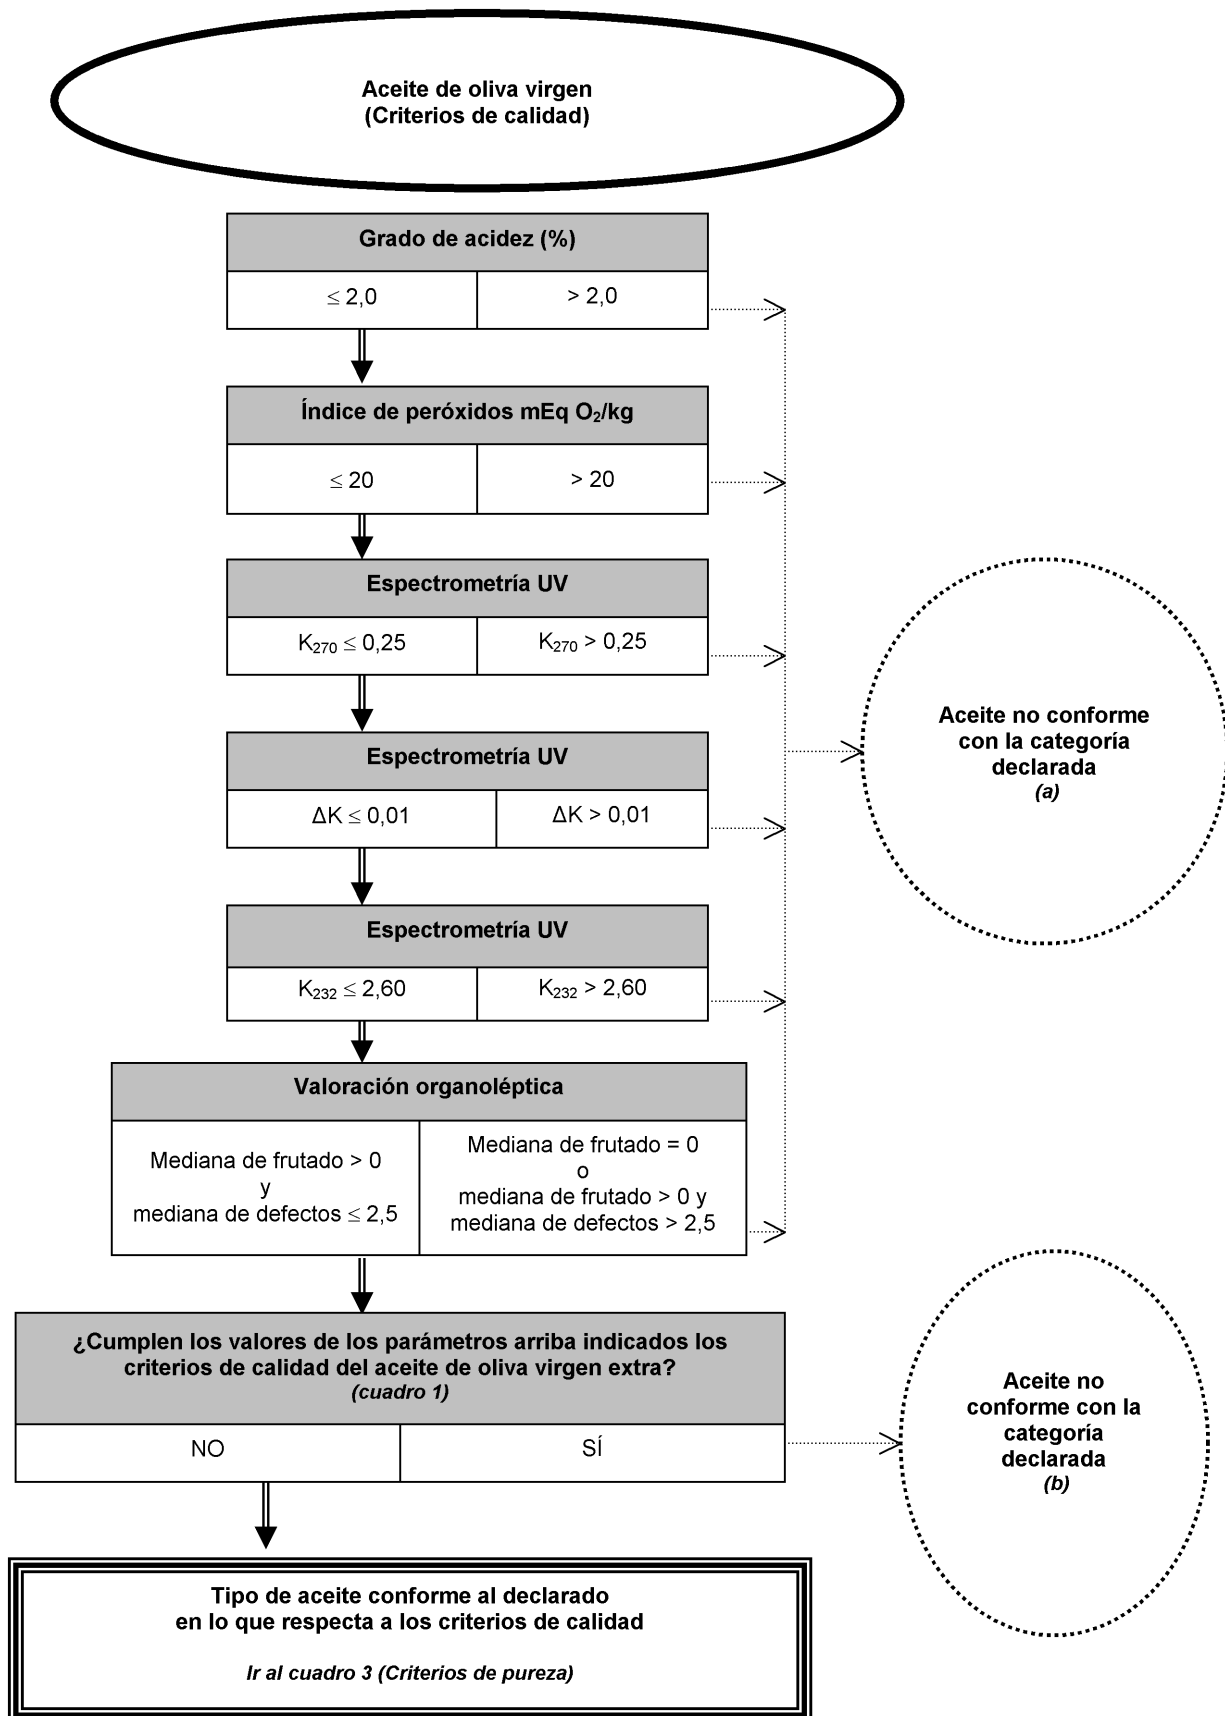 Aceite de oliva virgen
(Criterios de calidad)
Grado de acidez (%)
≤ 2,0
> 2,0
Índice de peróxidos mEq O₂/kg
≤ 20
> 20
Espectrometría UV
K₂₇₀ ≤ 0,25
K₂₇₀ > 0,25
Espectrometría UV
ΔK ≤ 0,01
ΔK > 0,01
Espectrometría UV
K₂₃₂ ≤ 2,60
K₂₃₂ > 2,60
Valoración organoléptica
Mediana de frutado > 0
y
mediana de defectos ≤ 2,5
Mediana de frutado = 0
o
mediana de frutado > 0 y
mediana de defectos > 2,5
Aceite no conforme
con la categoría
declarada
(a)
¿Cumplen los valores de los parámetros arriba indicados los
criterios de calidad del aceite de oliva virgen extra?
(cuadro 1)
NO
SÍ
Aceite no
conforme con la
categoría
declarada
(b)
Tipo de aceite conforme al declarado
en lo que respecta a los criterios de calidad
Ir al cuadro 3 (Criterios de pureza)